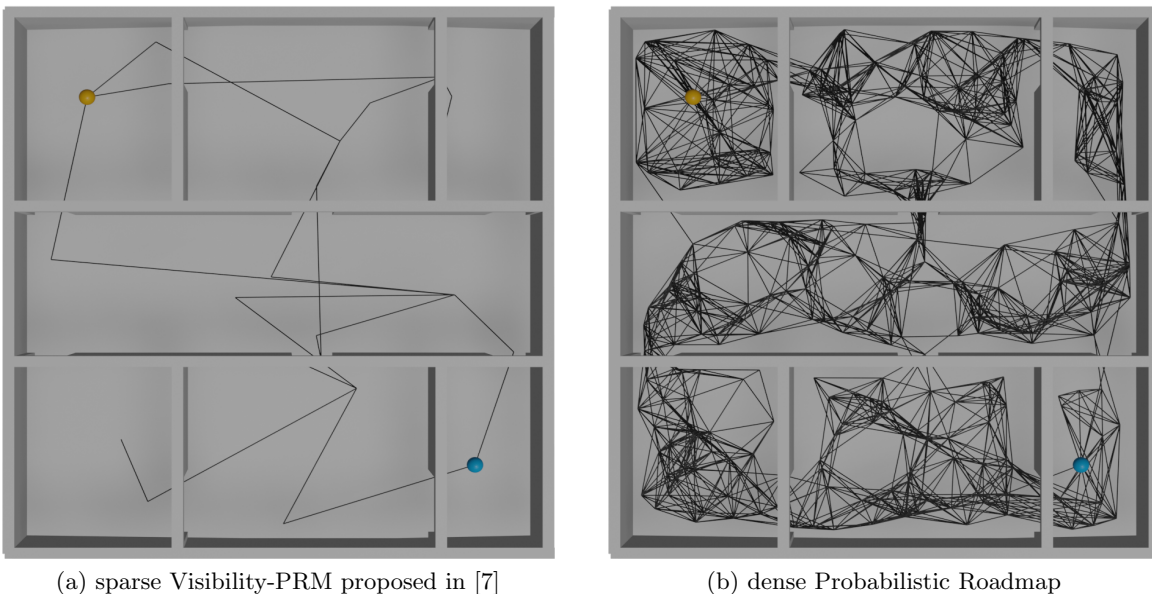 (a) sparse Visibility-PRM proposed in [7]
(b) dense Probabilistic Roadmap